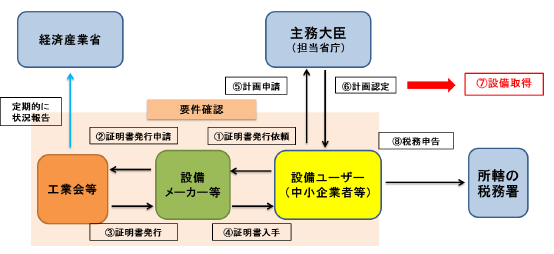 経済産業省
主務大臣
（担当省庁）
⑤計画申請
⑥計画認定
⑦設備取得
定期的に
状況報告
要件確認
②証明書発行申請
①証明書発行依頼
⑧税務申告
工業会等
設備
メーカー等
設備ユーザー
（中小企業者等）
所轄の
税務署
③証明書発行
④証明書入手